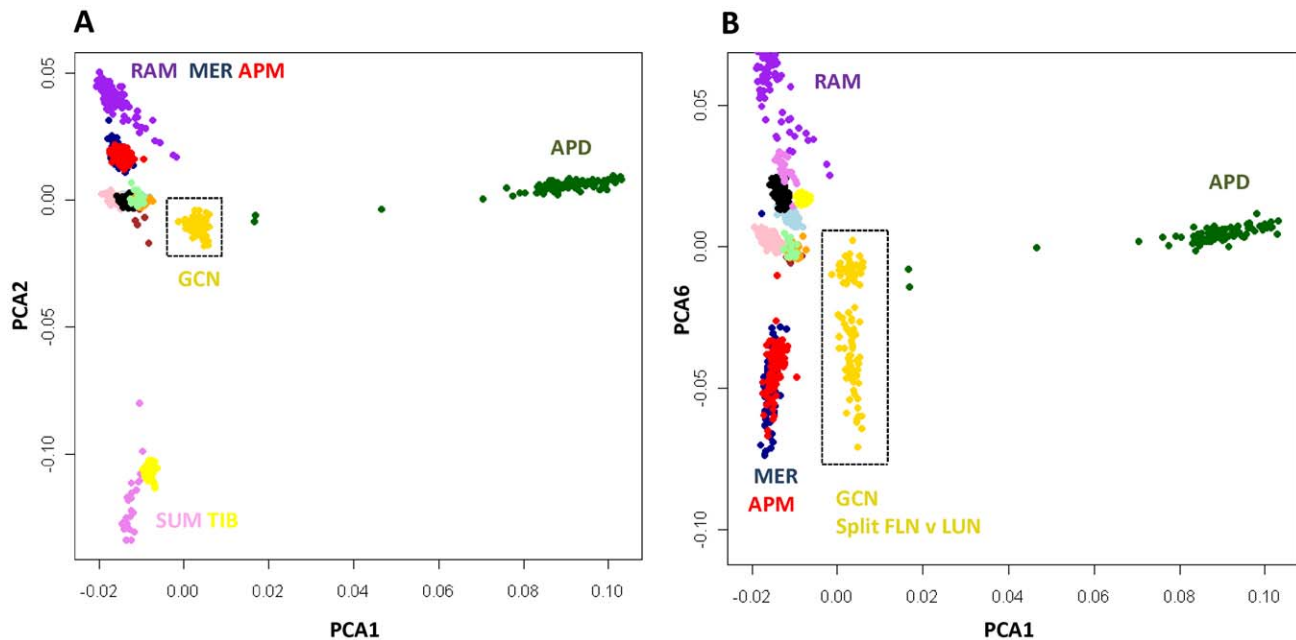 A
RAM MER APM
APD
GCN
SUM TIB
PCA2
0.05
0.00
-0.05
-0.10
-0.02
0.00
0.02
0.04
0.06
0.08
0.10
PCA1
B
RAM
APD
MER
APM
GCN
Split FLN v LUN
PCA6
0.05
0.00
-0.05
-0.10
-0.02
0.00
0.02
0.04
0.06
0.08
0.10
PCA1